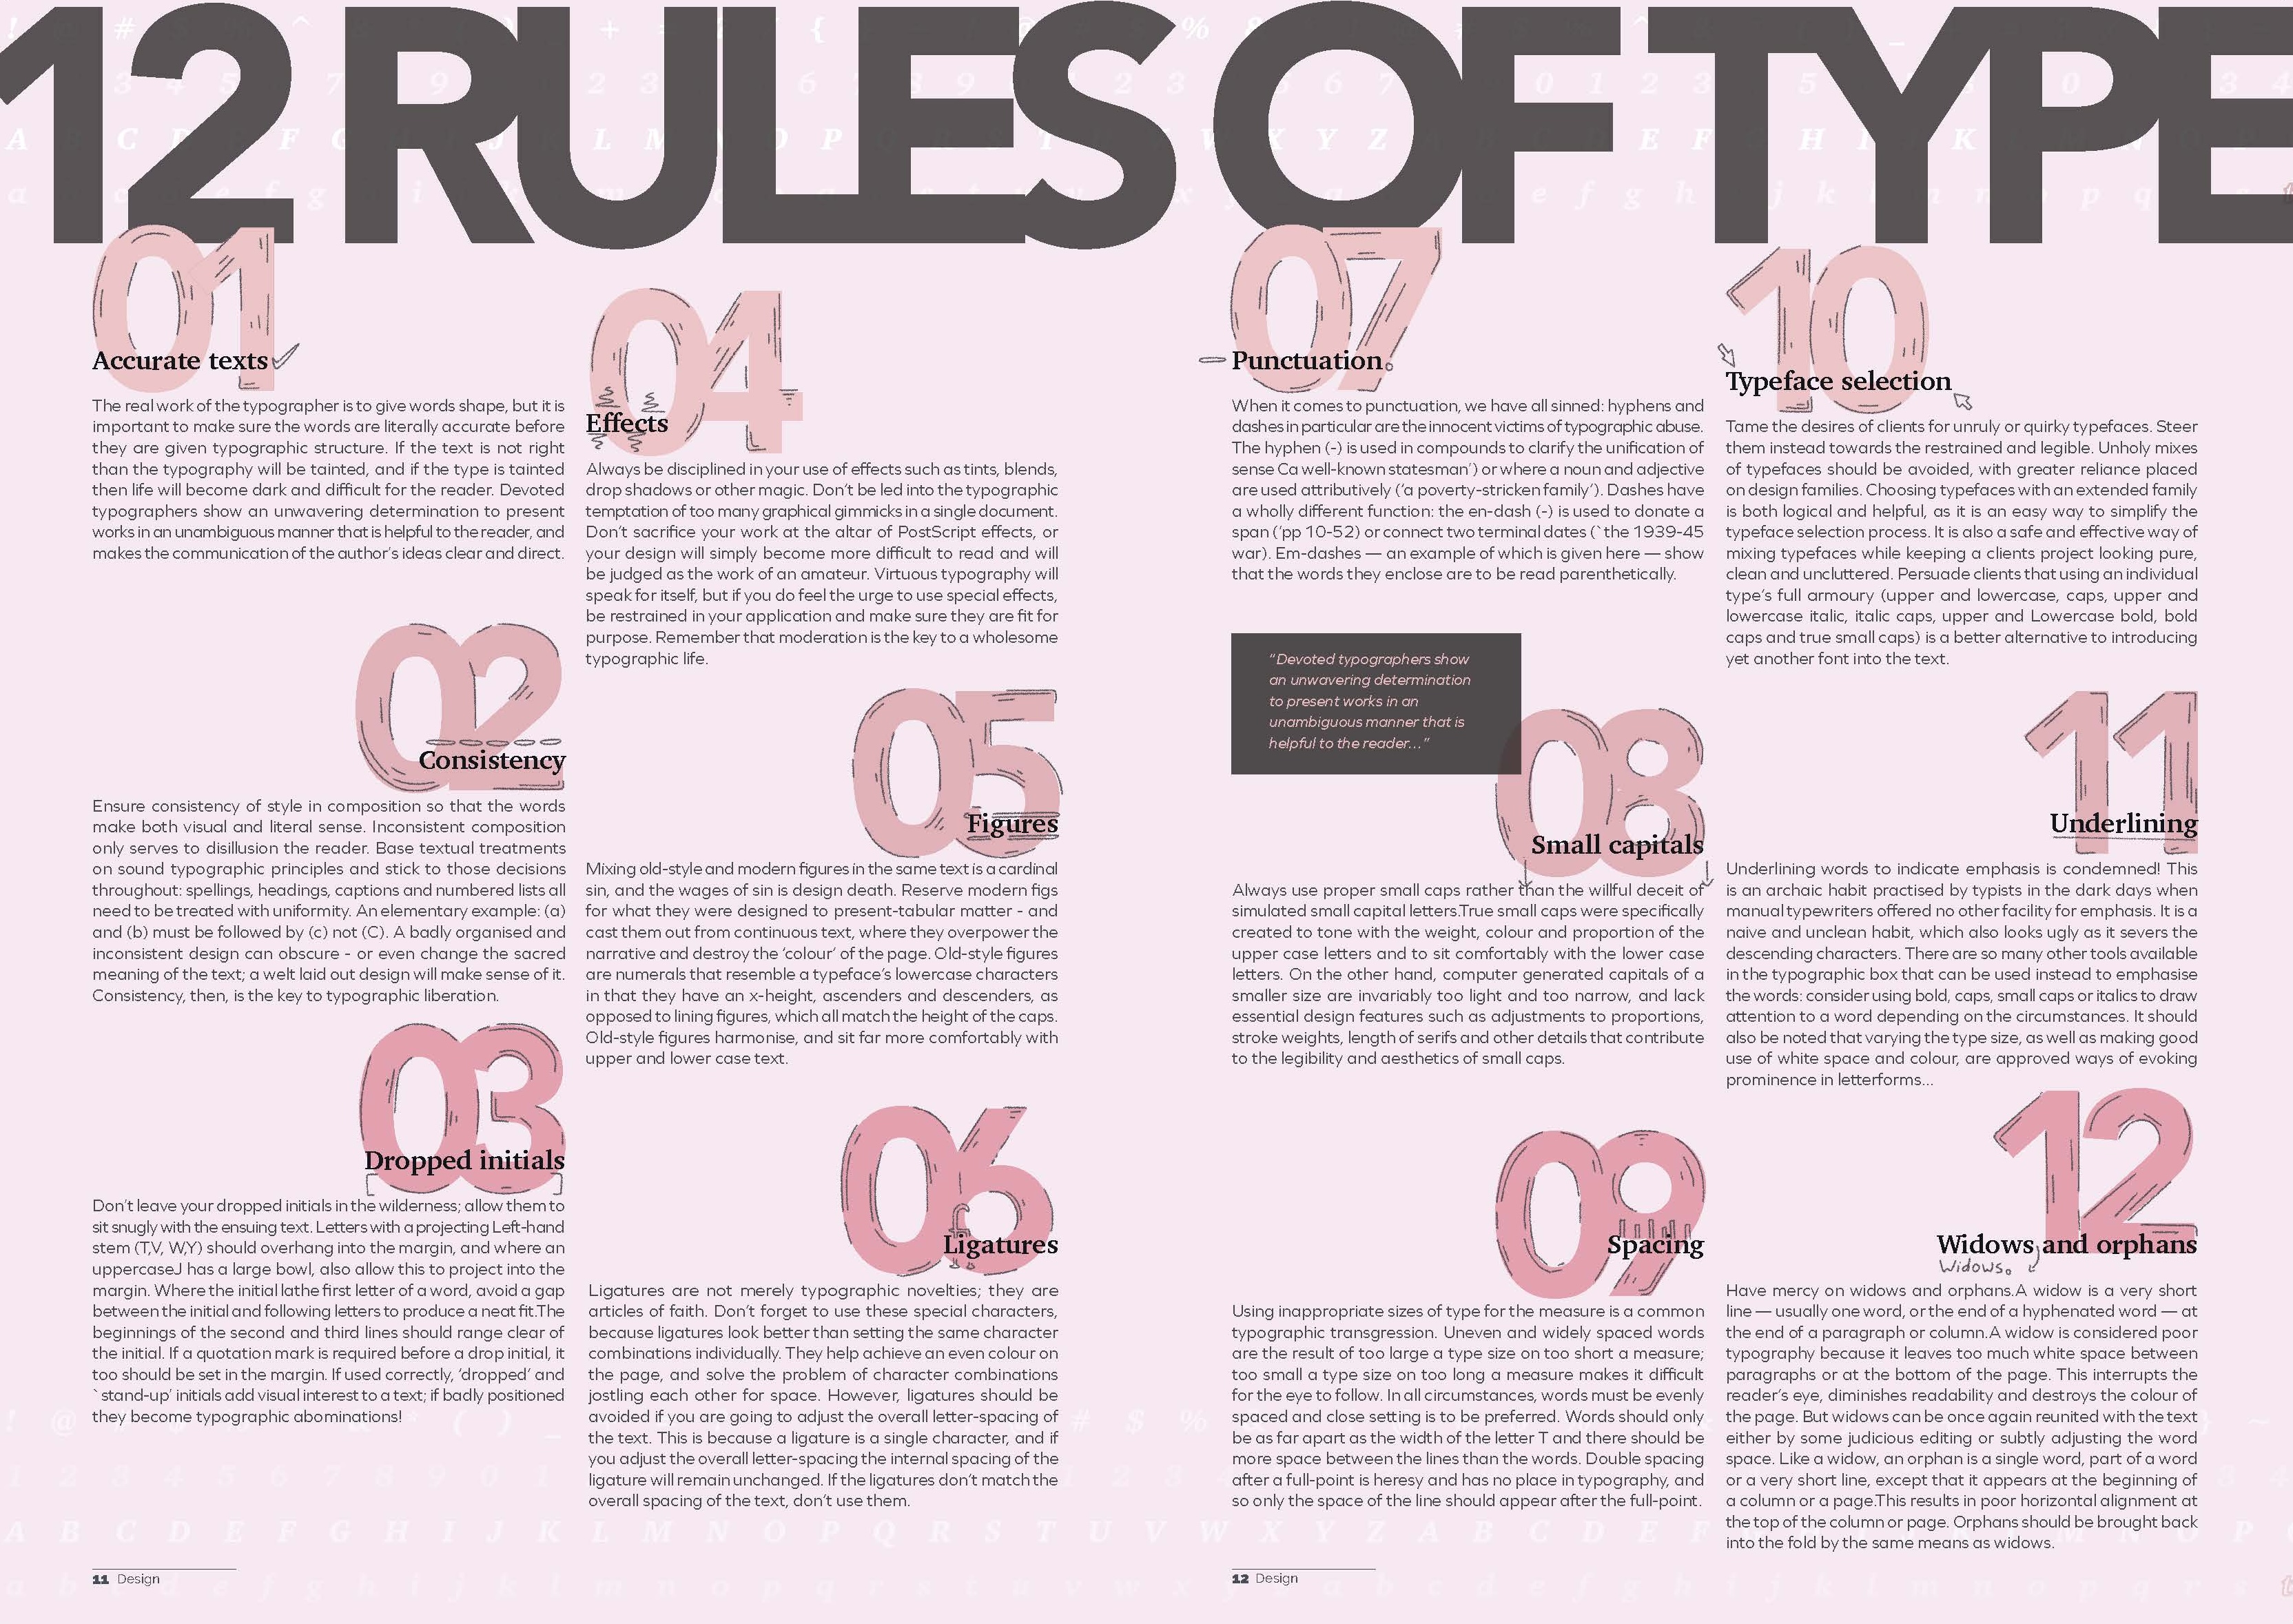 12 RULES OF TYPE
01
Accurate texts
The real work of the typographer is to give words shape, but it is
important to make sure the words are literally accurate before
they are given typographic structure. If the text is not right
than the typography will be tainted, and if the type is tainted
then life will become dark and difficult for the reader. Devoted
typographers show an unwavering determination to present
works in an unambiguous manner that is helpful to the reader, and
makes the communication of the author's ideas clear and direct.
02
Consistency
Ensure consistency of style in composition so that the words
make both visual and literal sense. Inconsistent composition
only serves to disillusion the reader. Base textual treatments
on sound typographic principles and stick to those decisions
throughout: spellings, headings, captions and numbered lists all
need to be treated with uniformity. An elementary example: (a)
and (b) must be followed by (c) not (C). A badly organised and
inconsistent design can obscure - or even change the sacred
meaning of the text; a welt laid out design will make sense of it.
Consistency, then, is the key to typographic liberation.
03
Dropped initials
Don't leave your dropped initials in the wilderness; allow them to
sit snugly with the ensuing text. Letters with a projecting Left-hand
stem (T,V, W,Y) should overhang into the margin, and where an
uppercaseJ has a large bowl, also allow this to project into the
margin. Where the initial lathe first letter of a word, avoid a gap
between the initial and following letters to produce a neat fit.The
beginnings of the second and third lines should range clear of
the initial. If a quotation mark is required before a drop initial, it
too should be set in the margin. If used correctly, 'dropped' and
`stand-up' initials add visual interest to a text; if badly positioned
they become typographic abominations!
04
Effects
Always be disciplined in your use of effects such as tints, blends,
drop shadows or other magic. Don't be led into the typographic
temptation of too many graphical gimmicks in a single document.
Don't sacrifice your work at the altar of PostScript effects, or
your design will simply become more difficult to read and will
be judged as the work of an amateur. Virtuous typography will
speak for itself, but if you do feel the urge to use special effects,
be restrained in your application and make sure they are fit for
purpose. Remember that moderation is the key to a wholesome
typographic life.
05
Figures
Mixing old-style and modern figures in the same text is a cardinal
sin, and the wages of sin is design death. Reserve modern figs
for what they were designed to present-tabular matter - and
cast them out from continuous text, where they overpower the
narrative and destroy the 'colour' of the page. Old-style figures
are numerals that resemble a typeface's lowercase characters
in that they have an x-height, ascenders and descenders, as
opposed to lining figures, which all match the height of the caps.
Old-style figures harmonise, and sit far more comfortably with
upper and lower case text.
06
Ligatures
Ligatures are not merely typographic novelties; they are
articles of faith. Don't forget to use these special characters,
because ligatures look better than setting the same character
combinations individually. They help achieve an even colour on
the page, and solve the problem of character combinations
jostling each other for space. However, ligatures should be
avoided if you are going to adjust the overall letter-spacing of
the text. This is because a ligature is a single character, and if
you adjust the overall letter-spacing the internal spacing of the
ligature will remain unchanged. If the ligatures don't match the
overall spacing of the text, don't use them.
11 Design
07
Punctuation
When it comes to punctuation, we have all sinned: hyphens and
dashes in particular are the innocent victims of typographic abuse.
The hyphen (-) is used in compounds to clarify the unification of
sense Ca well-known statesman') or where a noun and adjective
are used attributively ('a poverty-stricken family'). Dashes have
a wholly different function: the en-dash (-) is used to donate a
span ('pp 10-52) or connect two terminal dates (`the 1939-45
war). Em-dashes — an example of which is given here — show
that the words they enclose are to be read parenthetically.
"Devoted typographers show
an unwavering determination
to present works in an
unambiguous manner that is
helpful to the reader..."
08
Small capitals
Always use proper small caps rather than the willful deceit of
simulated small capital letters.True small caps were specifically
created to tone with the weight, colour and proportion of the
upper case letters and to sit comfortably with the lower case
letters. On the other hand, computer generated capitals of a
smaller size are invariably too light and too narrow, and lack
essential design features such as adjustments to proportions,
stroke weights, length of serifs and other details that contribute
to the legibility and aesthetics of small caps.
09
Spacing
Using inappropriate sizes of type for the measure is a common
typographic transgression. Uneven and widely spaced words
are the result of too large a type size on too short a measure;
too small a type size on too long a measure makes it difficult
for the eye to follow. In all circumstances, words must be evenly
spaced and close setting is to be preferred. Words should only
be as far apart as the width of the letter T and there should be
more space between the lines than the words. Double spacing
after a full-point is heresy and has no place in typography, and
so only the space of the line should appear after the full-point.
10
Typeface selection
Tame the desires of clients for unruly or quirky typefaces. Steer
them instead towards the restrained and legible. Unholy mixes
of typefaces should be avoided, with greater reliance placed
on design families. Choosing typefaces with an extended family
is both logical and helpful, as it is an easy way to simplify the
typeface selection process. It is also a safe and effective way of
mixing typefaces while keeping a clients project looking pure,
clean and uncluttered. Persuade clients that using an individual
type's full armoury (upper and lowercase, caps, upper and
lowercase italic, italic caps, upper and Lowercase bold, bold
caps and true small caps) is a better alternative to introducing
yet another font into the text.
11
Underlining
Underlining words to indicate emphasis is condemned! This
is an archaic habit practised by typists in the dark days when
manual typewriters offered no other facility for emphasis. It is a
naive and unclean habit, which also looks ugly as it severs the
descending characters. There are so many other tools available
in the typographic box that can be used instead to emphasise
the words: consider using bold, caps, small caps or italics to draw
attention to a word depending on the circumstances. It should
also be noted that varying the type size, as well as making good
use of white space and colour, are approved ways of evoking
prominence in letterforms...
12
Widows and orphans
Widows.
Have mercy on widows and orphans.A widow is a very short
line — usually one word, or the end of a hyphenated word — at
the end of a paragraph or column.A widow is considered poor
typography because it leaves too much white space between
paragraphs or at the bottom of the page. This interrupts the
reader's eye, diminishes readability and destroys the colour of
the page. But widows can be once again reunited with the text
either by some judicious editing or subtly adjusting the word
space. Like a widow, an orphan is a single word, part of a word
or a very short line, except that it appears at the beginning of
a column or a page.This results in poor horizontal alignment at
the top of the column or page. Orphans should be brought back
into the fold by the same means as widows.
12 Design